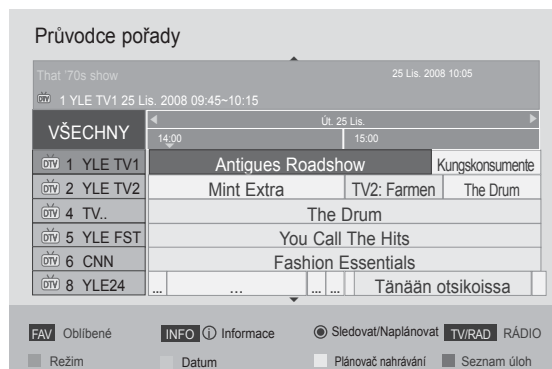 Průvodce pořady
That '70s show 25 Lis. 2008 10:05
DTV 1 YLE TV1 25 Lis. 2008 09:45~10:15
VŠECHNY
Út. 25 Lis.
14:00 15:00
DTV 1 YLE TV1 Antigues Roadshow Kungskonsumente
DTV 2 YLE TV2 Mint Extra TV2: Farmen The Drum
DTV 4 TV.. The Drum
DTV 5 YLE FST You Call The Hits
DTV 6 CNN Fashion Essentials
DTV 8 YLE24 ... ... ... ... Tänään otsikoissa
FAV Oblíbené INFO i Informace Sledovat/Naplánovat TV/RAD RÁDIO
Režim Datum Plánovač nahrávání Seznam úloh